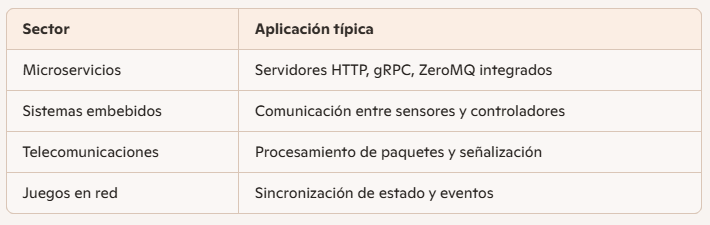 Sector Aplicación típica
Microservicios Servidores HTTP, gRPC, ZeroMQ integrados
Sistemas embebidos Comunicación entre sensores y controladores
Telecomunicaciones Procesamiento de paquetes y señalización
Juegos en red Sincronización de estado y eventos